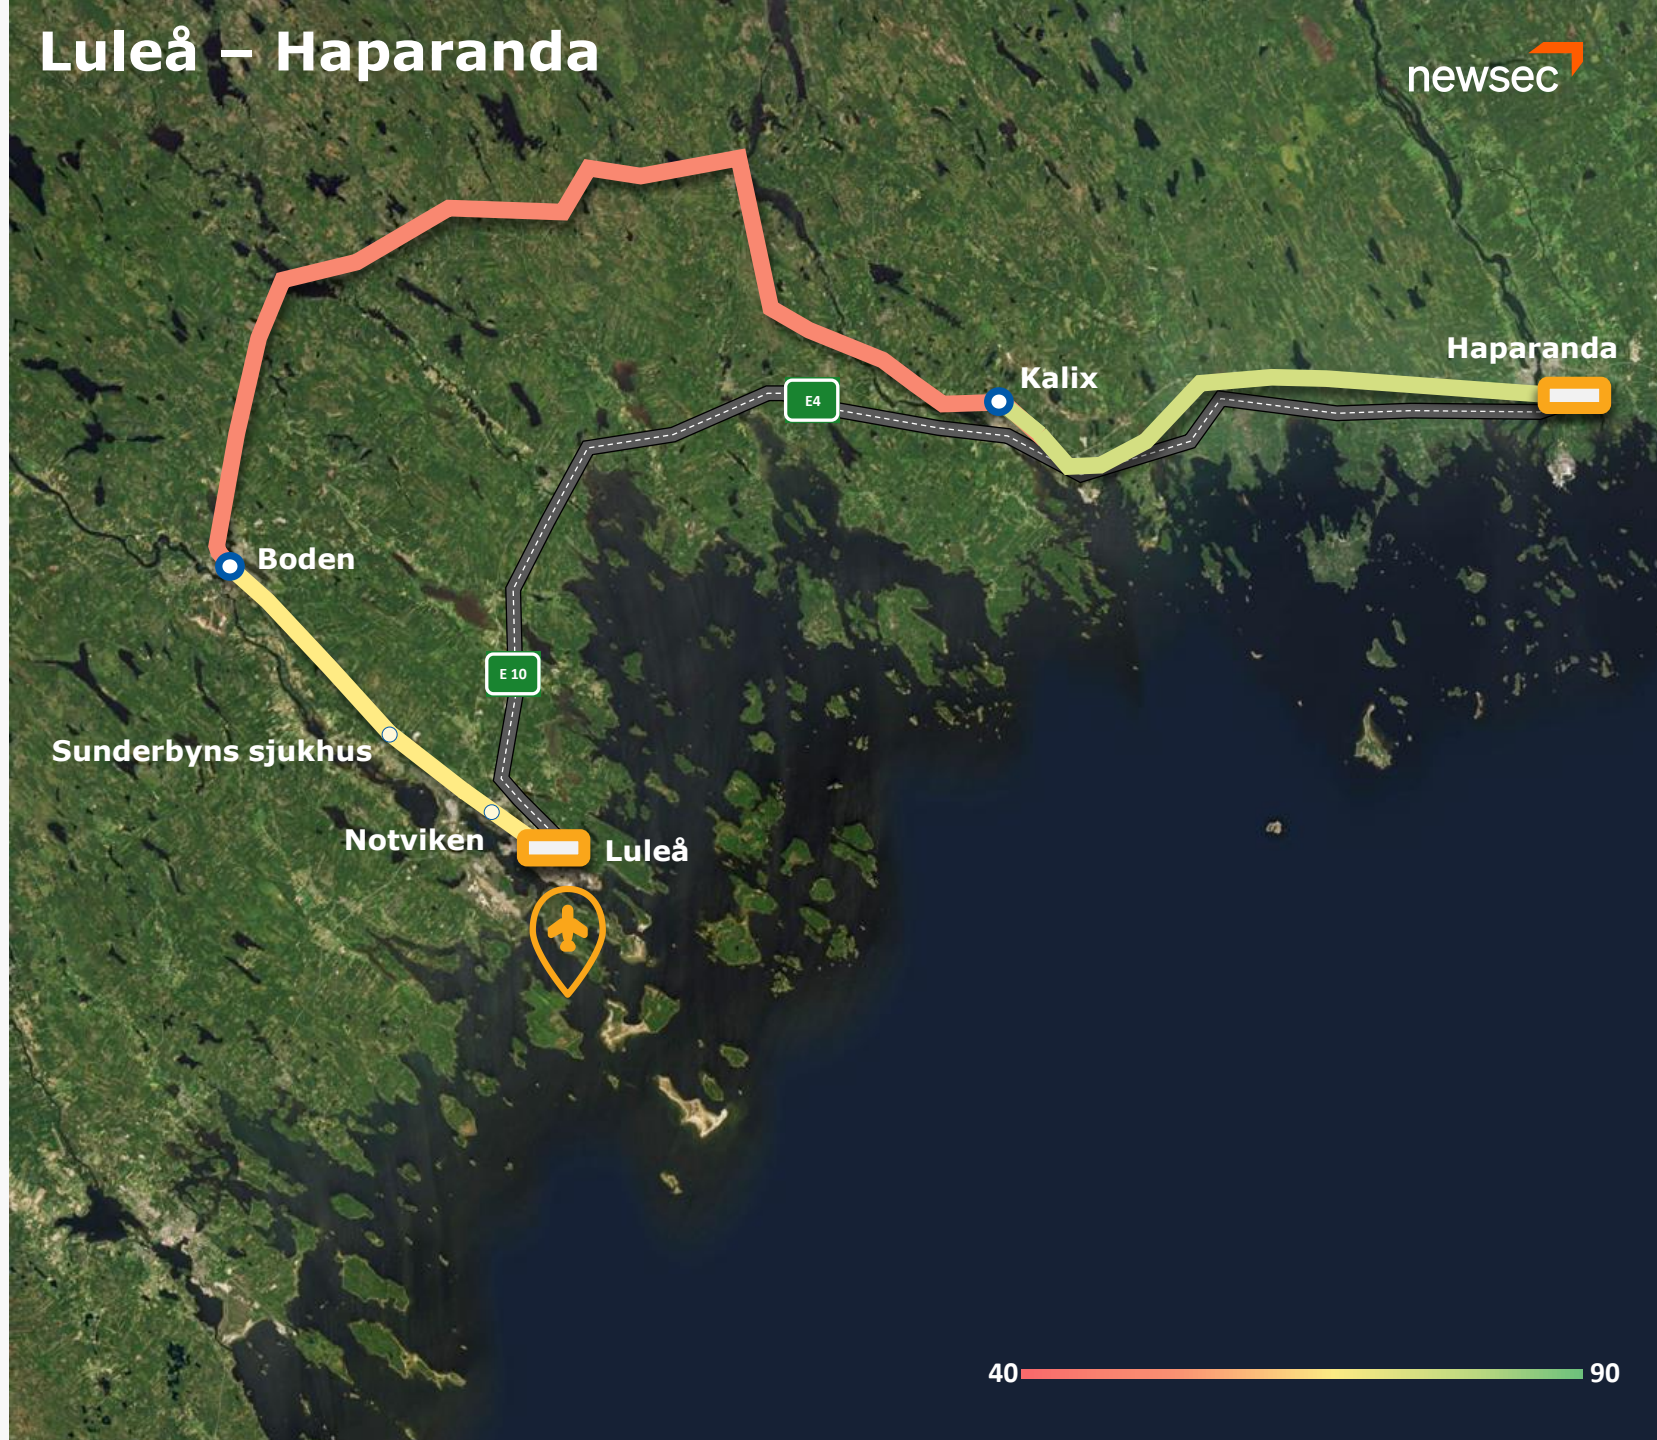 Luleå – Haparanda
newsec
Haparanda
Kalix
E4
Boden
E 10
Sunderbyns sjukhus
Notviken
Luleå
40
90